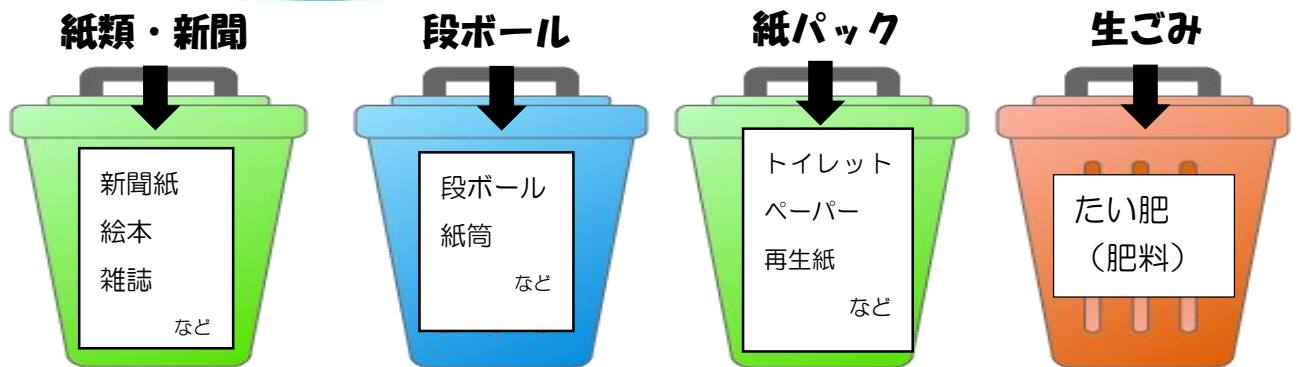 紙類・新聞
新聞紙
絵本
雑誌
など
段ボール
段ボール
紙筒
など
紙パック
トイレット
ペーパー
再生紙
など
生ごみ
たい肥
（肥料）